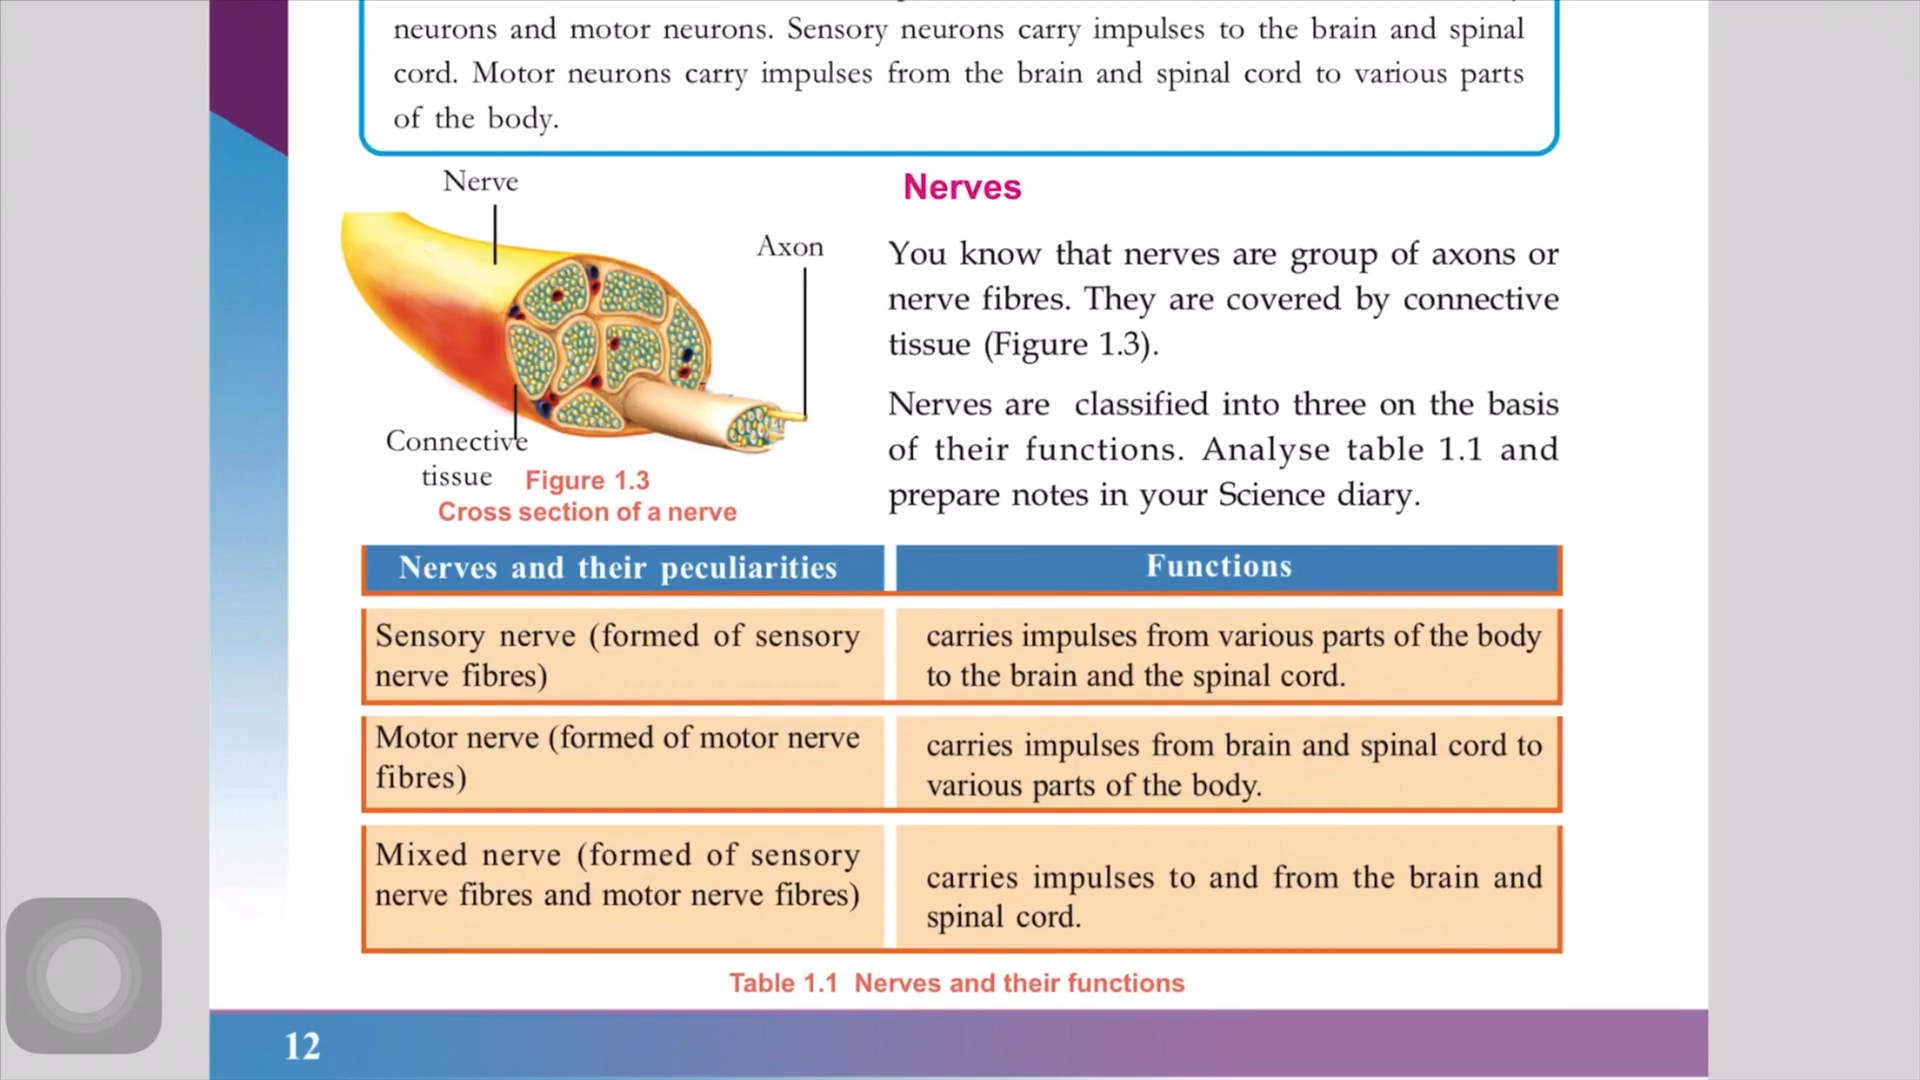 neurons and motor neurons. Sensory neurons carry impulses to the brain and spinal
cord. Motor neurons carry impulses from the brain and spinal cord to various parts
of the body.
Nerve
Axon
Connective
tissue
Figure 1.3
Cross section of a nerve
Nerves
You know that nerves are group of axons or
nerve fibres. They are covered by connective
tissue (Figure 1.3).
Nerves are classified into three on the basis
of their functions. Analyse table 1.1 and
prepare notes in your Science diary.
Nerves and their peculiarities
Functions
Sensory nerve (formed of sensory
nerve fibres)
carries impulses from various parts of the body
to the brain and the spinal cord.
Motor nerve (formed of motor nerve
fibres)
carries impulses from brain and spinal cord to
various parts of the body.
Mixed nerve (formed of sensory
nerve fibres and motor nerve fibres)
carries impulses to and from the brain and
spinal cord.
Table 1.1 Nerves and their functions
12